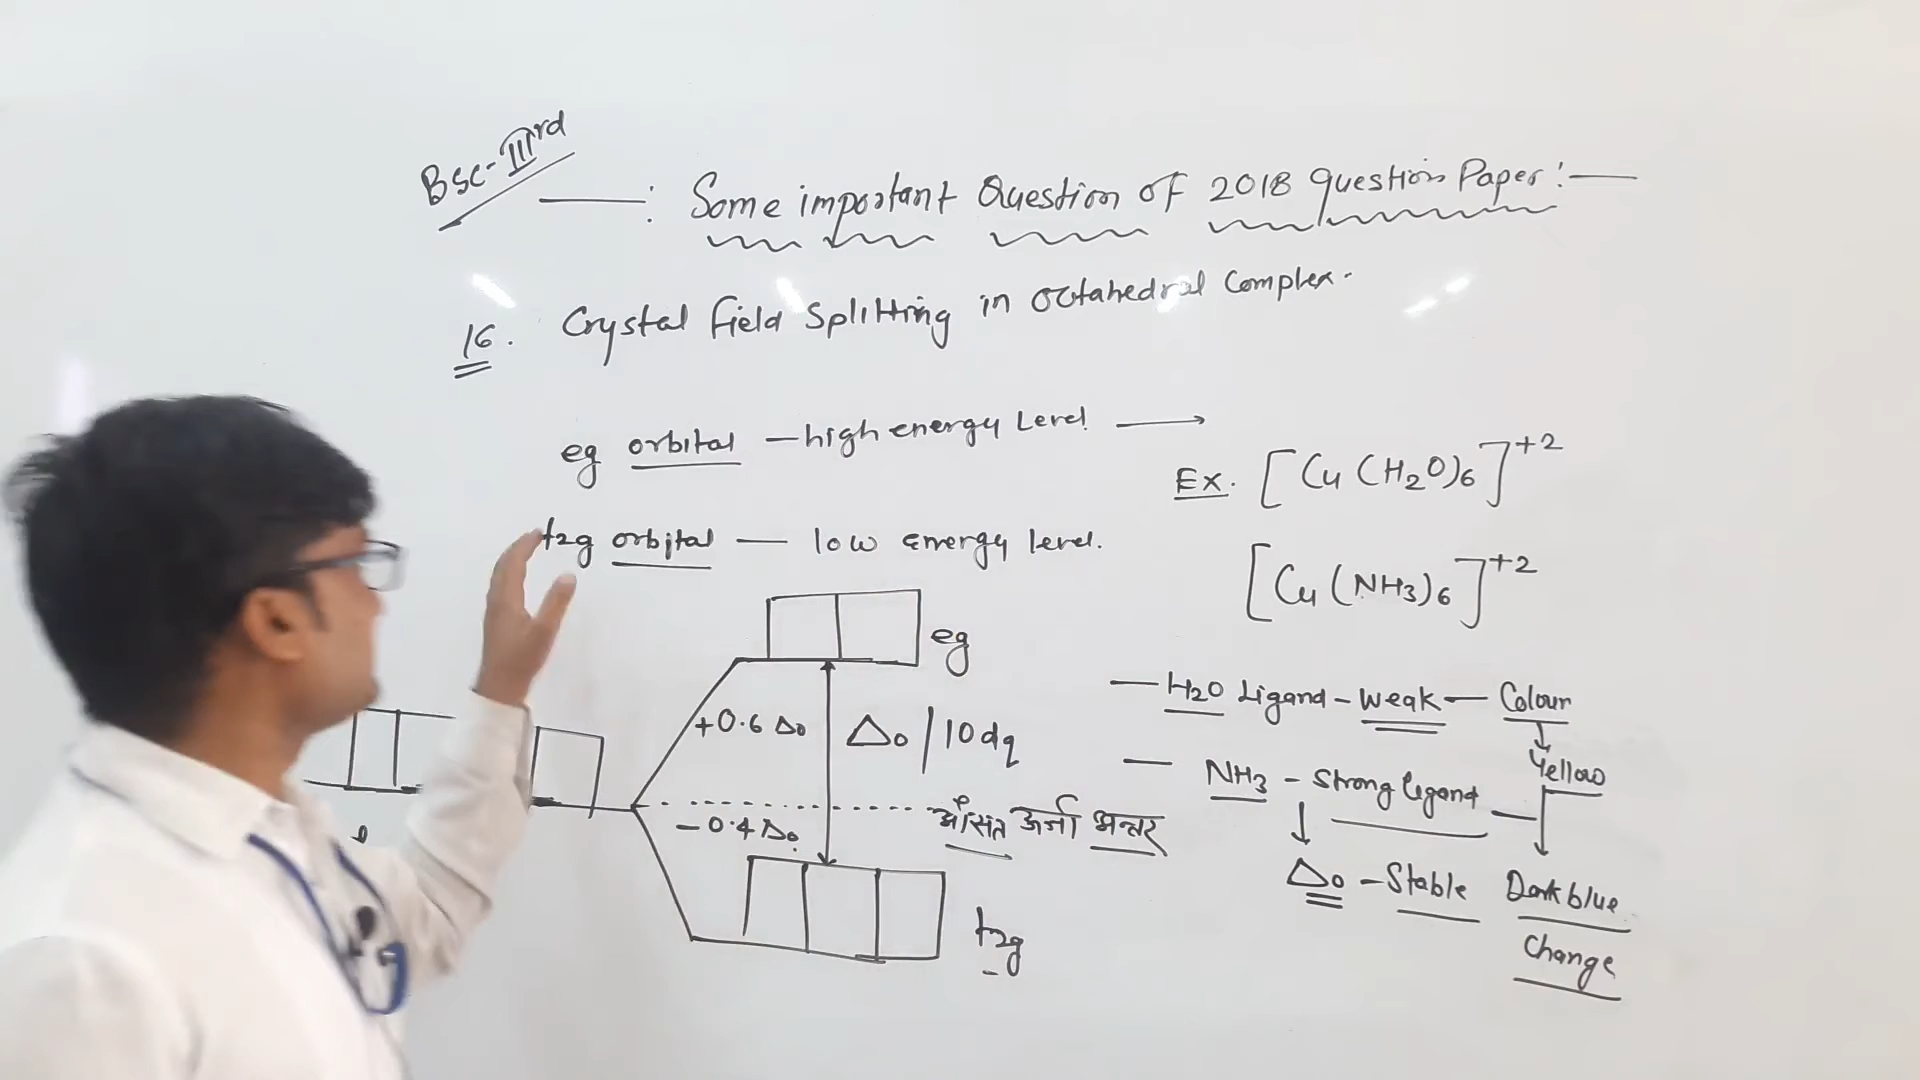 Bsc-IIIrd
: Some important Question of 2018 question Paper:-
16. Crystal field Splitting in octahedral complex.
eg orbital - high energy Level →
t2g orbital - low energy level.
Ex. [Cu(H2O)6]+2
[Cu(NH3)6]+2
eg
+0.6 Δo
Δo / 10dq
-0.4 Δo
औसत ऊर्जा अन्तर
t2g
- H2O Ligand - Weak - Colour
↓
Yellow
- NH3 - Strong ligand -
↓
Δo - Stable
Dark blue
Change